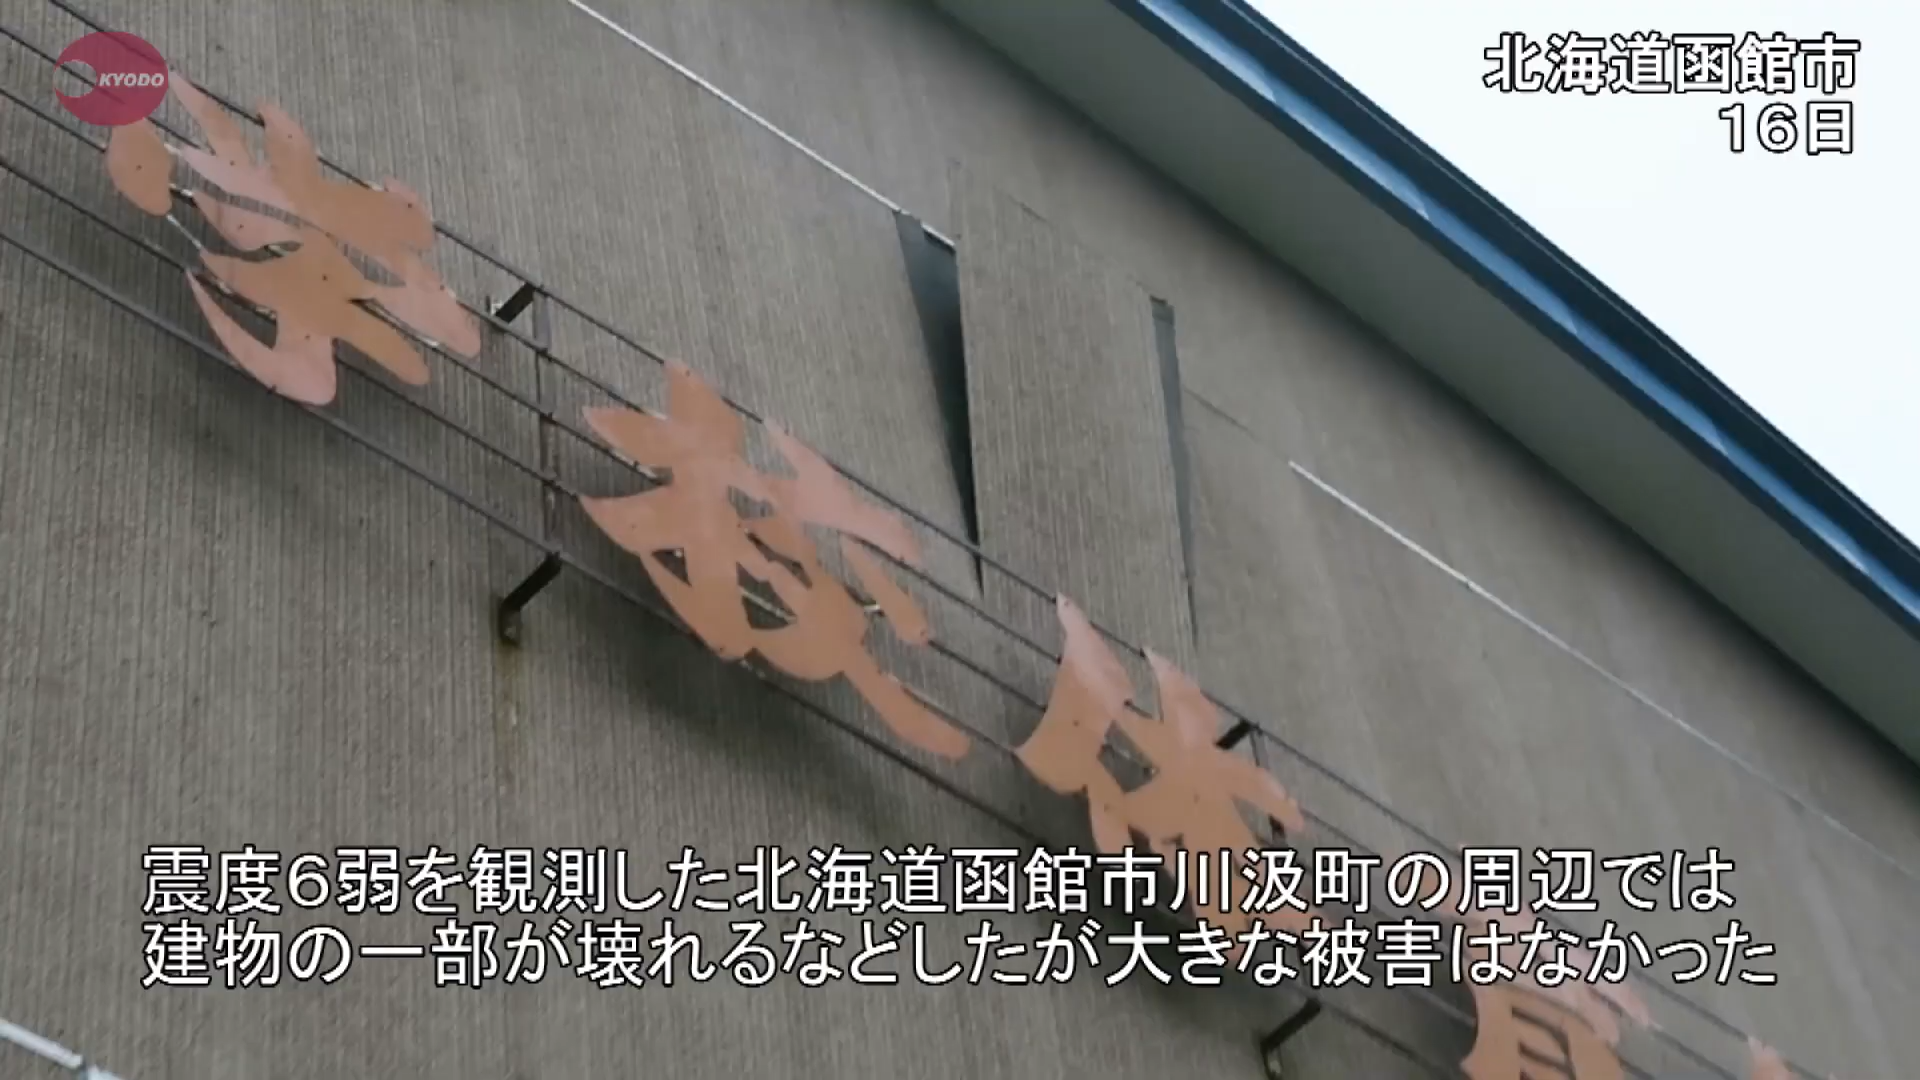 KYODO
北海道函館市
16日
震度6弱を観測した北海道函館市川汲町の周辺では
建物の一部が壊れるなどしたが大きな被害はなかった